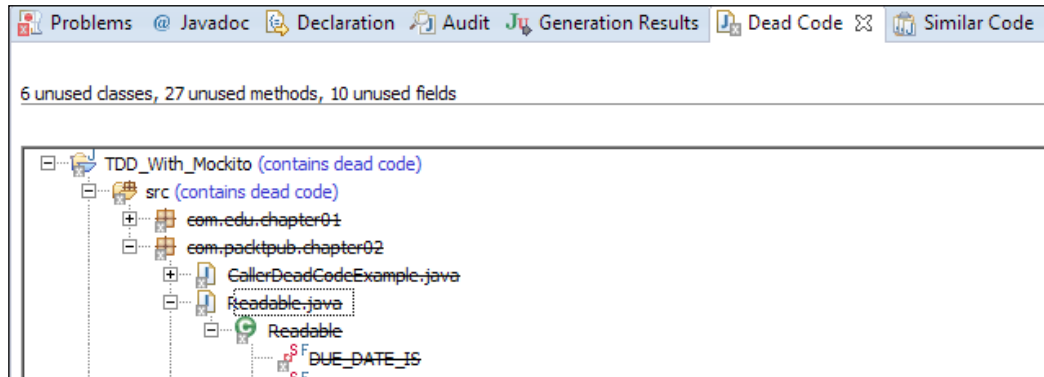 Problems @ Javadoc Declaration Audit Generation Results Dead Code Similar Code
6 unused classes, 27 unused methods, 10 unused fields
TDD_With_Mockito (contains dead code)
src (contains dead code)
com.edu.chapter01
com.packtpub.chapter02
CallerDeadCodeExample.java
Readable.java
Readable
S F DUE_DATE_IS
S F